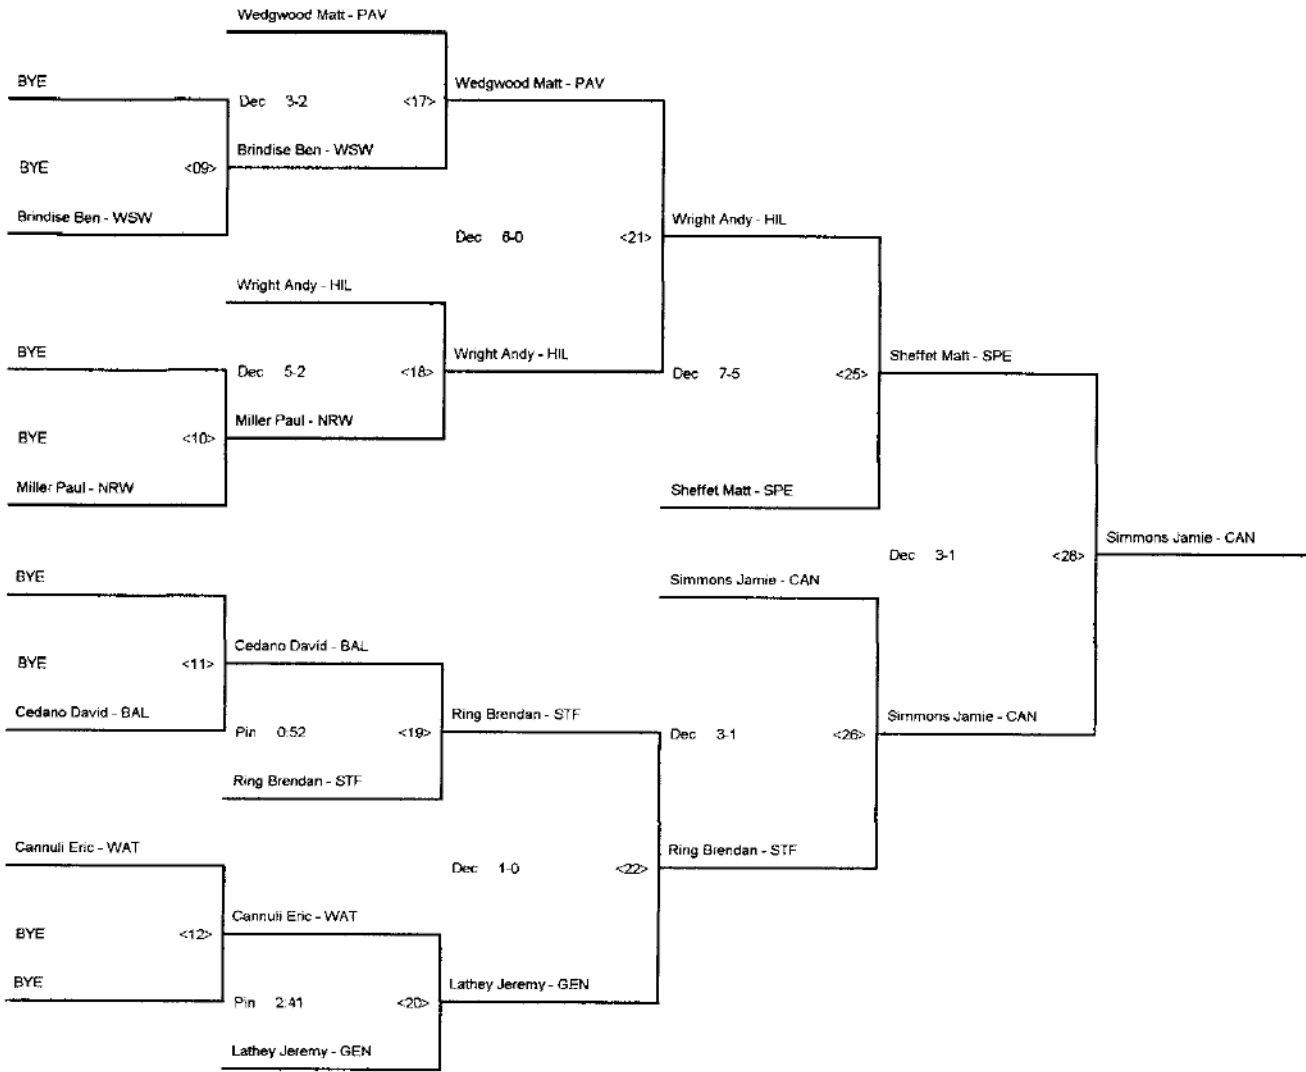 Wedgwood Matt - PAV
BYE
Wedgwood Matt - PAV
Dec 3-2 <17>
Brindise Ben - WSW
BYE <09>
Brindise Ben - WSW
Wright Andy - HIL
Dec 6-0 <21>
Wright Andy - HIL
BYE
Wright Andy - HIL
Sheffet Matt - SPE
Dec 5-2 <18>
Dec 7-5 <25>
Miller Paul - NRW
BYE <10>
Miller Paul - NRW
Sheffet Matt - SPE
Simmons Jamie - CAN
Dec 3-1 <28>
BYE
Simmons Jamie - CAN
Cedano David - BAL
BYE <11>
Cedano David - BAL
Ring Brendan - STF
Simmons Jamie - CAN
Pin 0:52 <19>
Dec 3-1 <26>
Ring Brendan - STF
Cannuli Eric - WAT
Ring Brendan - STF
Dec 1-0 <22>
Cannuli Eric - WAT
BYE <12>
BYE
Lathey Jeremy - GEN
Pin 2:41 <20>
Lathey Jeremy - GEN